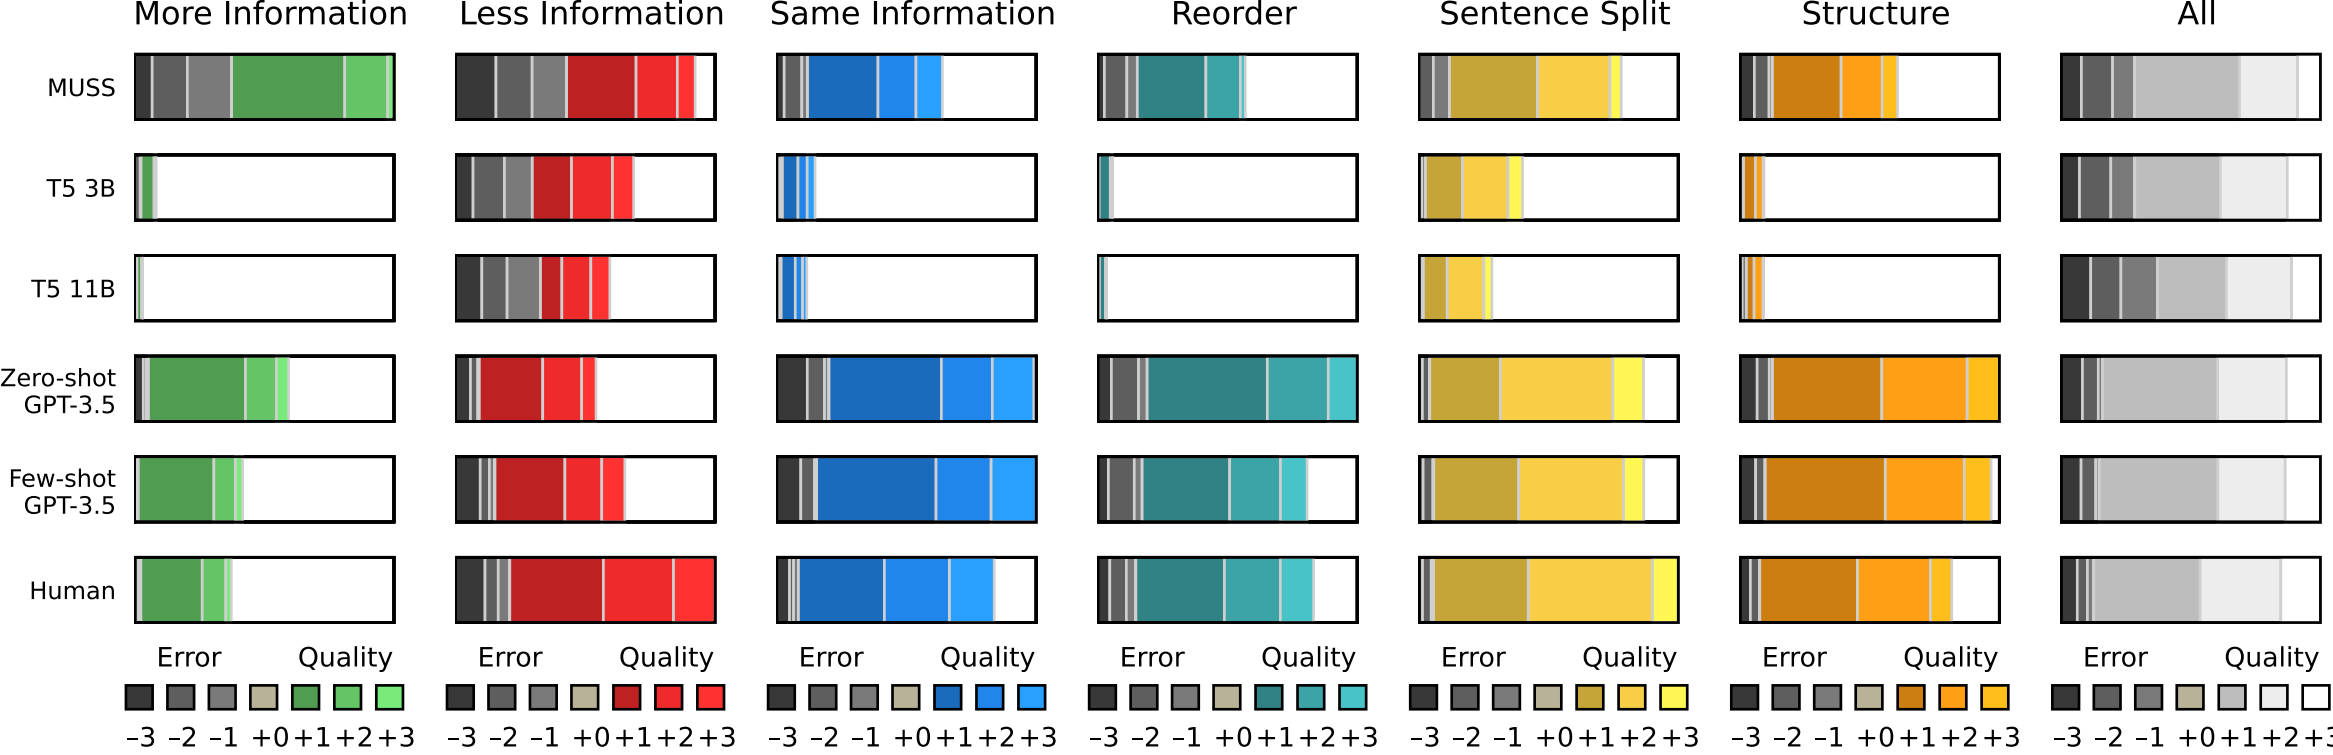 More Information Less Information Same Information Reorder Sentence Split Structure All
MUSS
T5 3B
T5 11B
Zero-shot
GPT-3.5
Few-shot
GPT-3.5
Human
Error Quality Error Quality Error Quality Error Quality Error Quality Error Quality Error Quality
−3 −2 −1 +0 +1 +2 +3 −3 −2 −1 +0 +1 +2 +3 −3 −2 −1 +0 +1 +2 +3 −3 −2 −1 +0 +1 +2 +3 −3 −2 −1 +0 +1 +2 +3 −3 −2 −1 +0 +1 +2 +3 −3 −2 −1 +0 +1 +2 +3